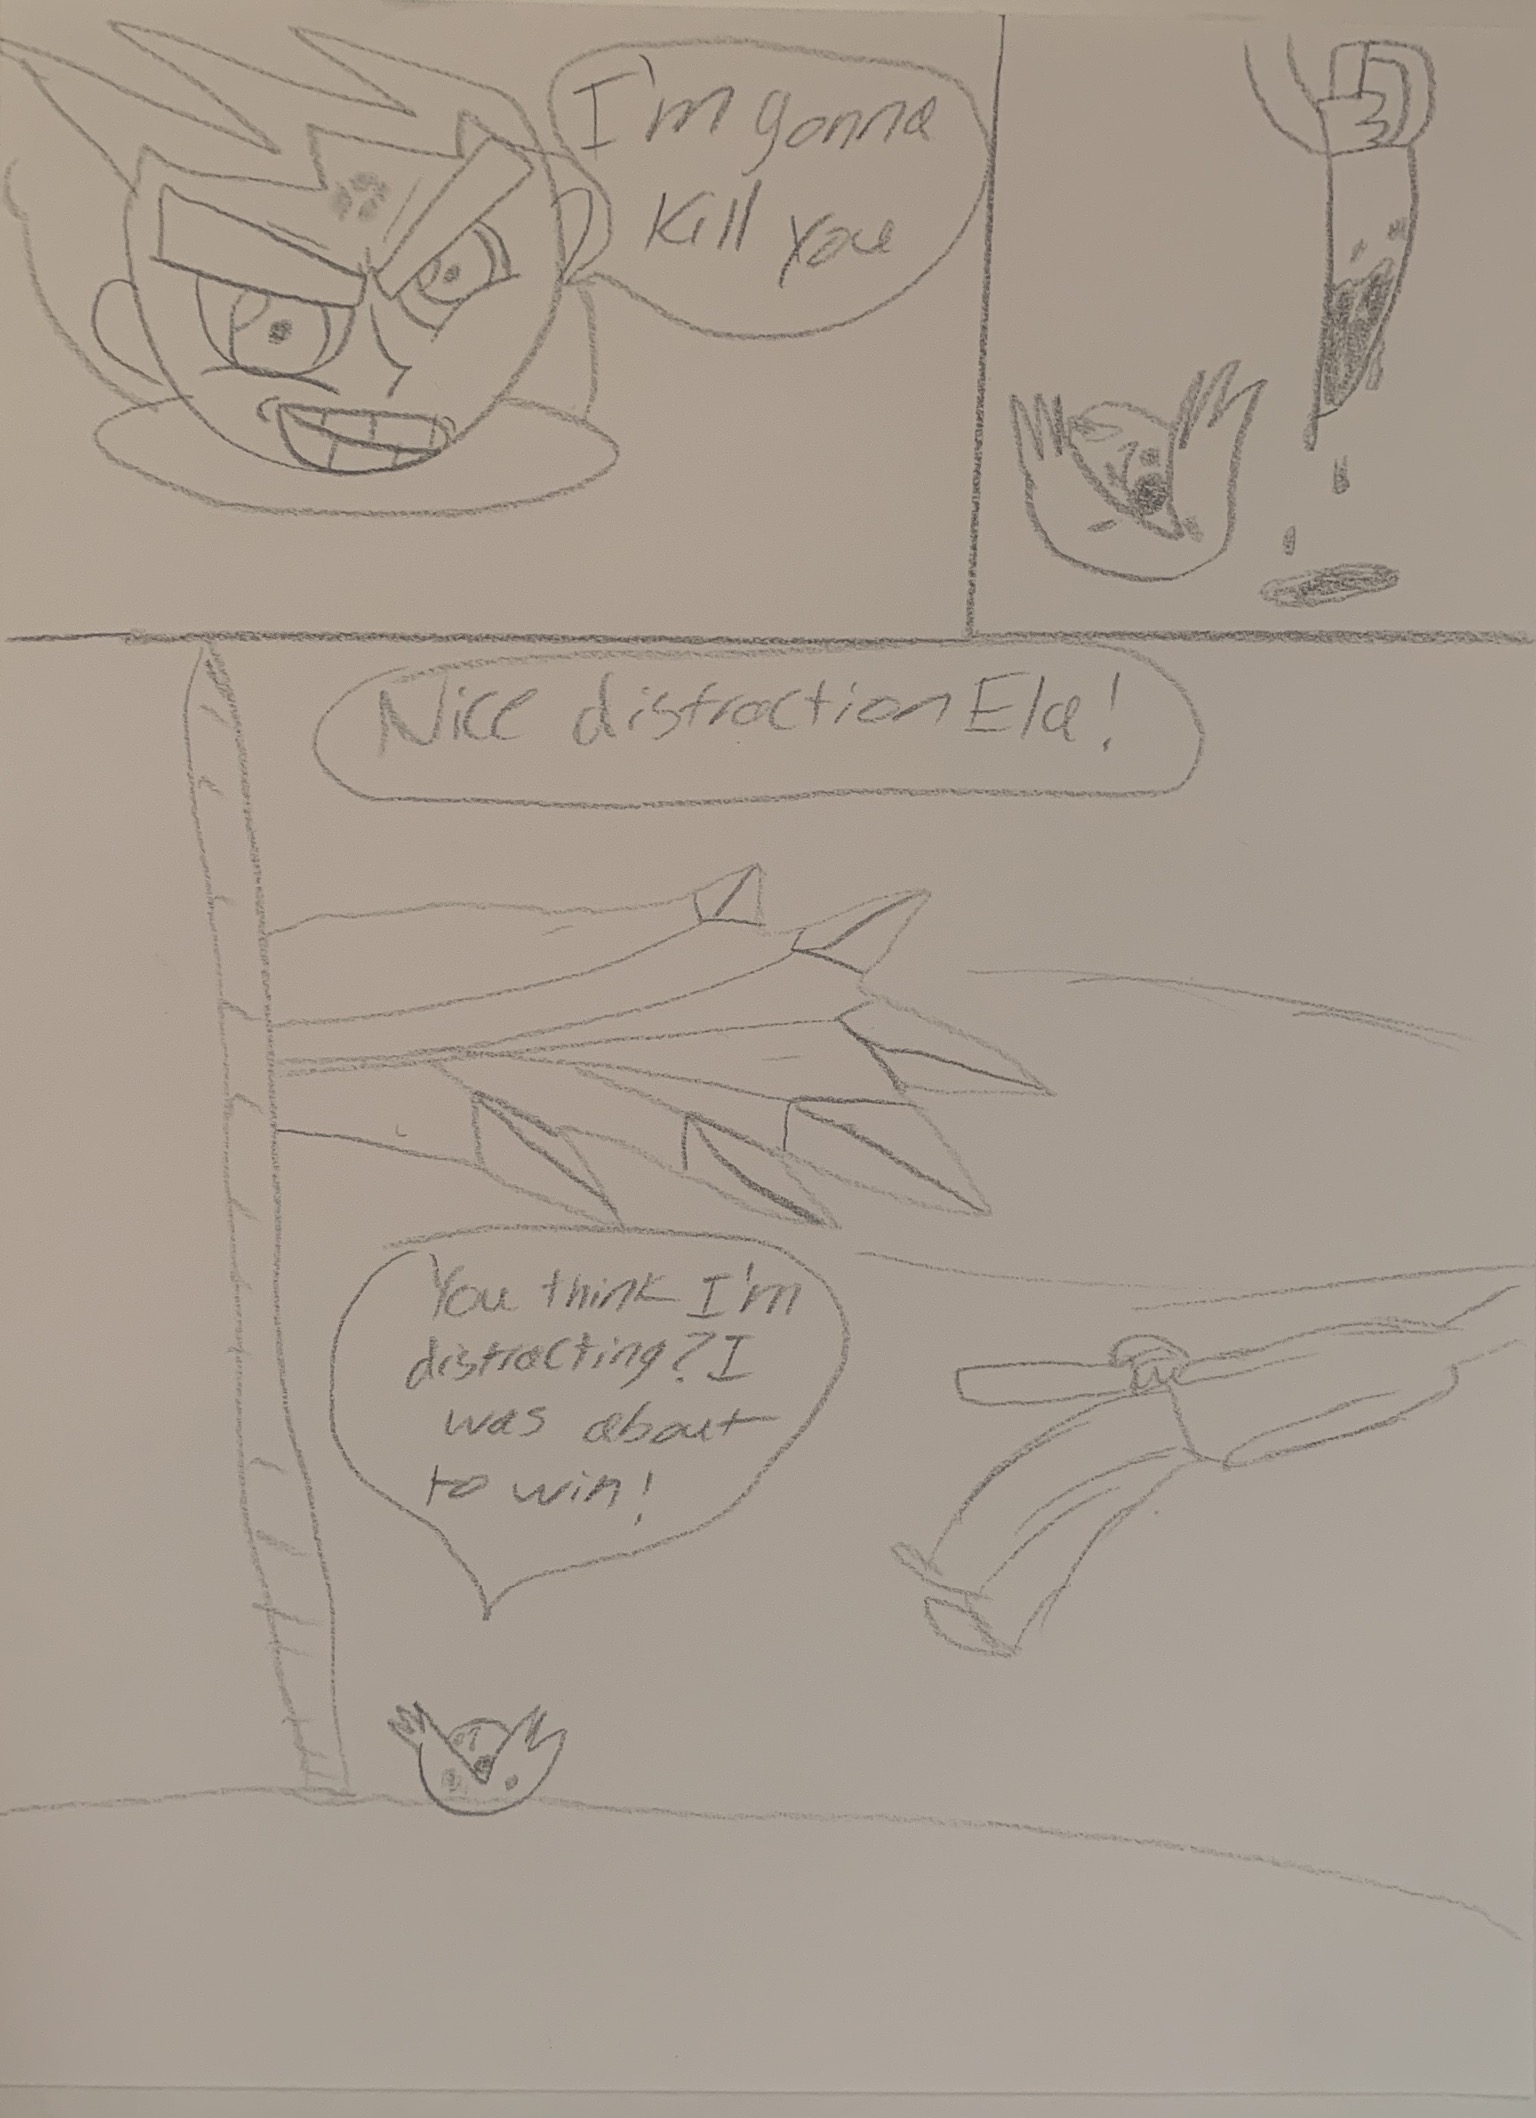 I'm gonna
kill you
Nice distraction Ela!
You think I'm
distracting? I
was about
to win!